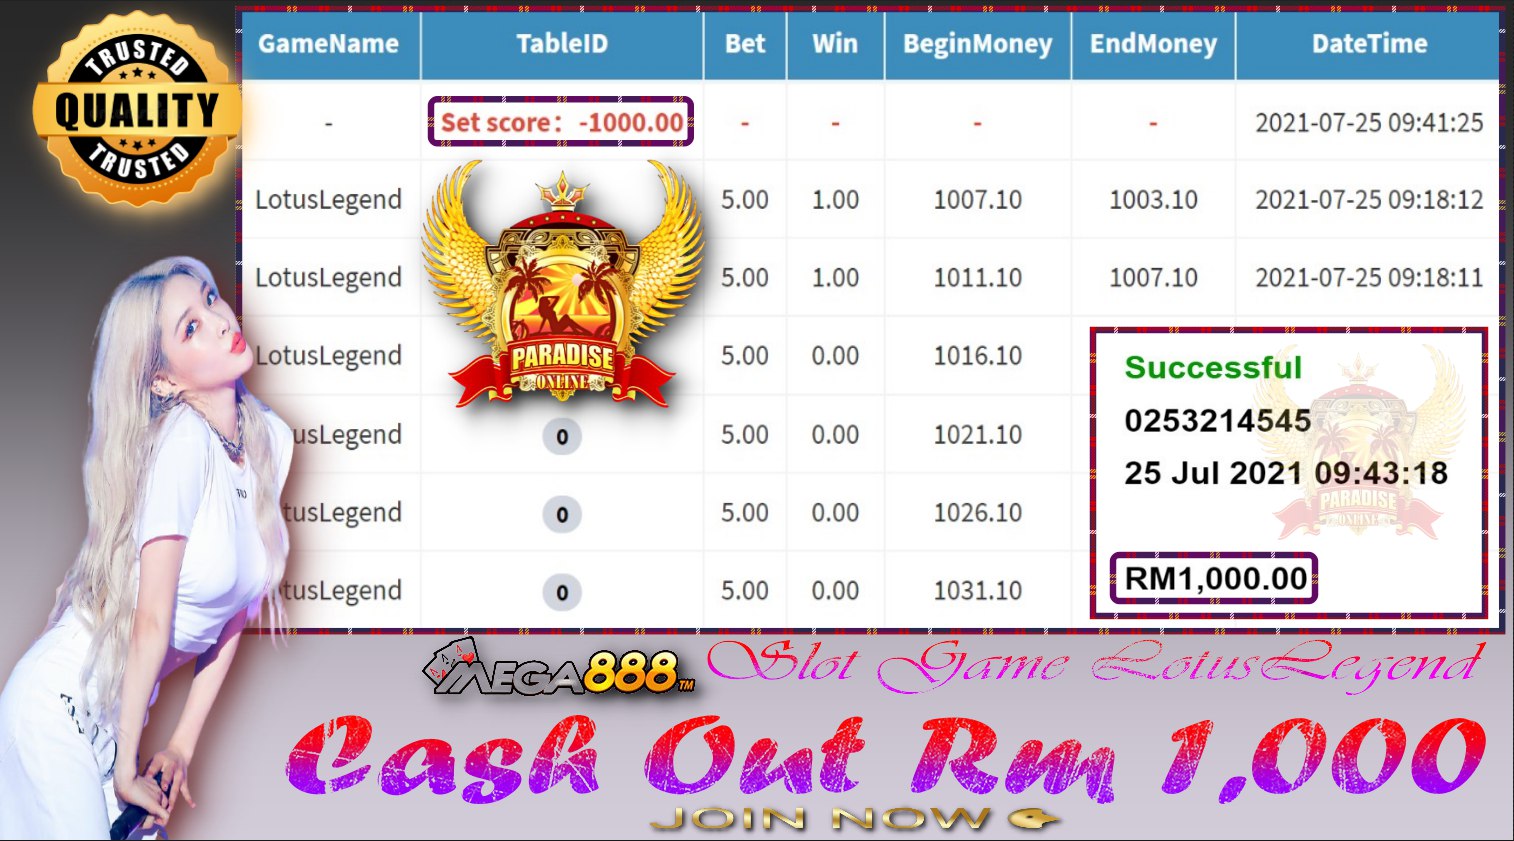 TRUSTED
QUALITY
TRUSTED
GameName TableID Bet Win BeginMoney EndMoney DateTime
- Set score：-1000.00 - - - - 2021-07-25 09:41:25
LotusLegend 5.00 1.00 1007.10 1003.10 2021-07-25 09:18:12
LotusLegend 5.00 1.00 1011.10 1007.10 2021-07-25 09:18:11
LotusLegend 5.00 0.00 1016.10
PARADISE
ONLINE
usLegend 0 5.00 0.00 1021.10
tusLegend 0 5.00 0.00 1026.10
tusLegend 0 5.00 0.00 1031.10
Successful
0253214545
25 Jul 2021 09:43:18
PARADISE
ONLINE
RM1,000.00
MEGA888 TM Slot Game LotusLegend
Cash Out Rm 1,000
JOIN NOW